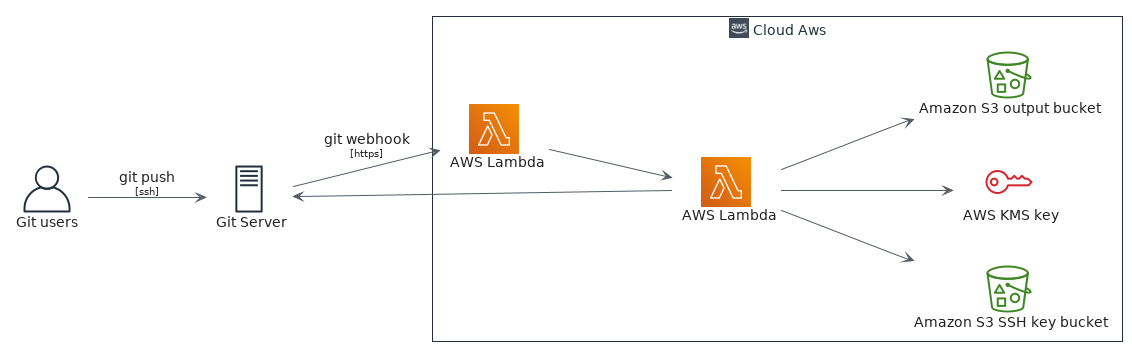 aws
Cloud Aws
Amazon S3 output bucket
git webhook
[https]
AWS Lambda
git push
[ssh]
Git users
Git Server
AWS Lambda
AWS KMS key
Amazon S3 SSH key bucket